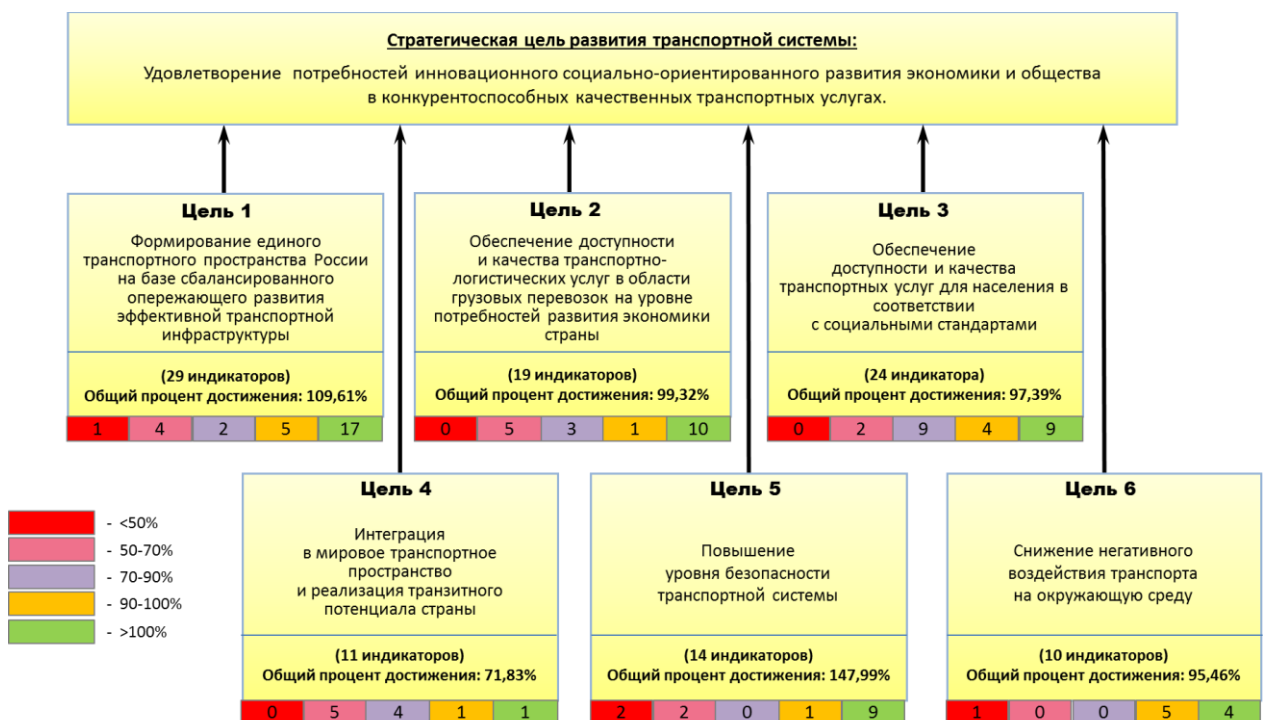 Стратегическая цель развития транспортной системы:
Удовлетворение потребностей инновационного социально-ориентированного развития экономики и общества
в конкурентоспособных качественных транспортных услугах.
Цель 1
Формирование единого
транспортного пространства России
на базе сбалансированного
опережающего развития
эффективной транспортной
инфраструктуры
(29 индикаторов)
Общий процент достижения: 109,61%
1 4 2 5 17
Цель 2
Обеспечение доступности
и качества транспортно-
логистических услуг в области
грузовых перевозок на уровне
потребностей развития экономики
страны
(19 индикаторов)
Общий процент достижения: 99,32%
0 5 3 1 10
Цель 3
Обеспечение
доступности и качества
транспортных услуг для населения в
соответствии
с социальными стандартами
(24 индикатора)
Общий процент достижения: 97,39%
0 2 9 4 9
- <50%
- 50-70%
- 70-90%
- 90-100%
- >100%
Цель 4
Интеграция
в мировое транспортное
пространство
и реализация транзитного
потенциала страны
(11 индикаторов)
Общий процент достижения: 71,83%
0 5 4 1 1
Цель 5
Повышение
уровня безопасности
транспортной системы
(14 индикаторов)
Общий процент достижения: 147,99%
2 2 0 1 9
Цель 6
Снижение негативного
воздействия транспорта
на окружающую среду
(10 индикаторов)
Общий процент достижения: 95,46%
1 0 0 5 4